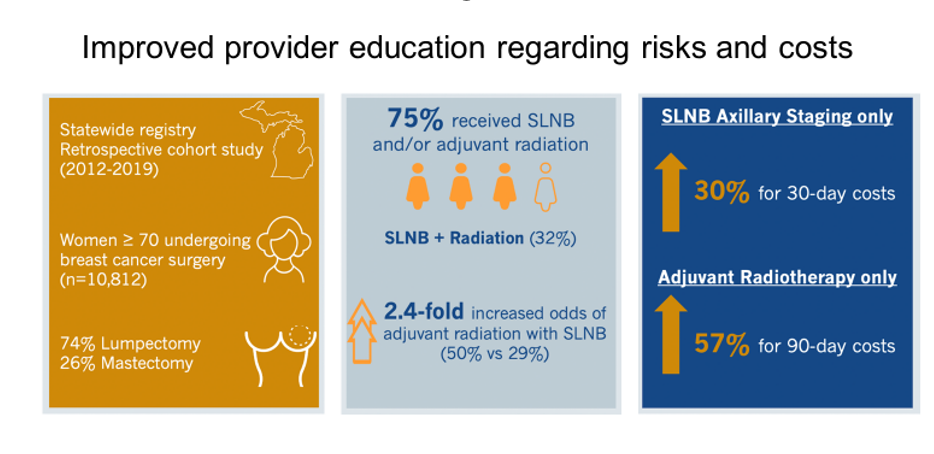 Improved provider education regarding risks and costs
Statewide registry
Retrospective cohort study
(2012-2019)
Women ≥ 70 undergoing
breast cancer surgery
(n=10,812)
74% Lumpectomy
26% Mastectomy
75% received SLNB
and/or adjuvant radiation
SLNB + Radiation (32%)
2.4-fold increased odds of
adjuvant radiation with SLNB
(50% vs 29%)
SLNB Axillary Staging only
30% for 30-day costs
Adjuvant Radiotherapy only
57% for 90-day costs